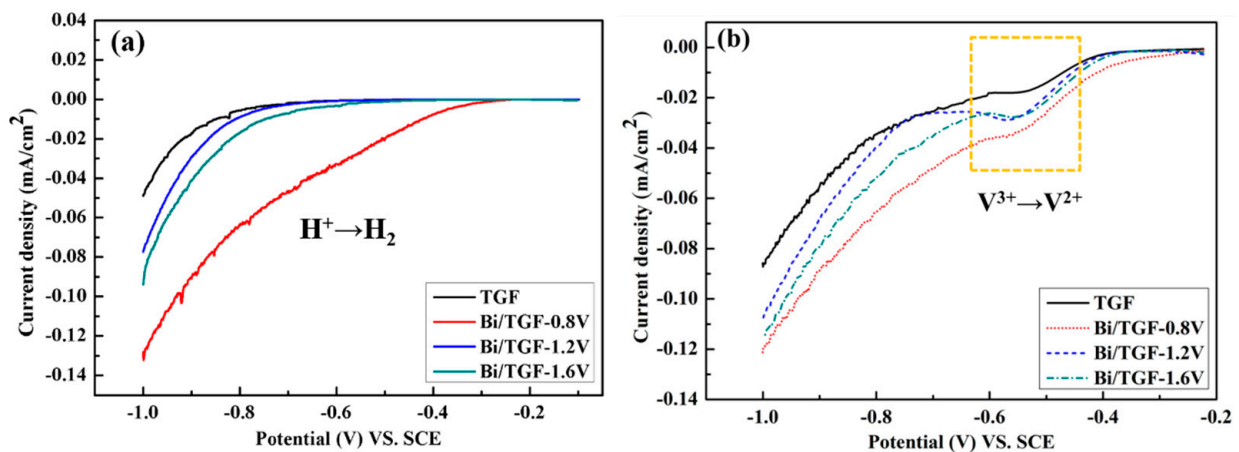 (a)
0.04
0.02
0.00
-0.02
-0.04
-0.06
-0.08
-0.10
-0.12
-0.14
Current density (mA/cm²)
H⁺→H₂
TGF
Bi/TGF-0.8V
Bi/TGF-1.2V
Bi/TGF-1.6V
-1.0 -0.8 -0.6 -0.4 -0.2
Potential (V) VS. SCE
(b)
0.00
-0.02
-0.04
-0.06
-0.08
-0.10
-0.12
-0.14
Current density (mA/cm²)
V³⁺→V²⁺
TGF
Bi/TGF-0.8V
Bi/TGF-1.2V
Bi/TGF-1.6V
-1.0 -0.8 -0.6 -0.4 -0.2
Potential (V) VS. SCE